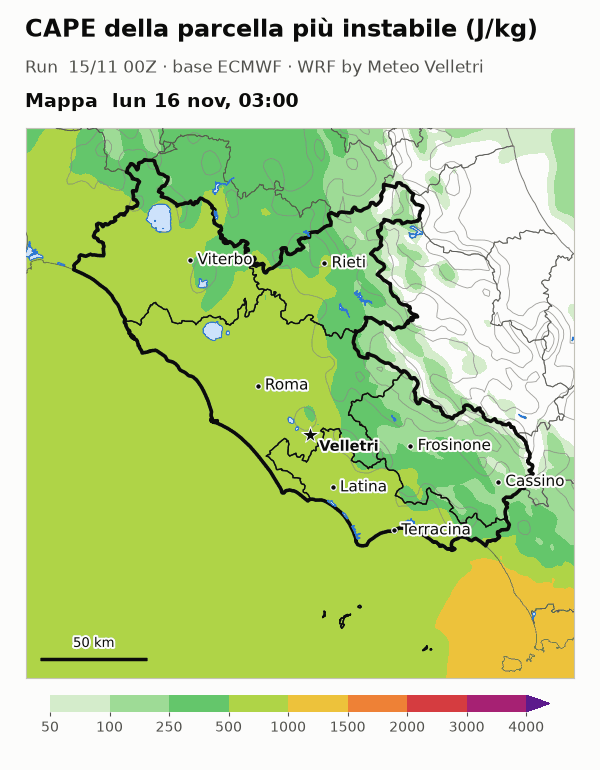 CAPE della parcella più instabile (J/kg)
Run  15/11 00Z · base ECMWF · WRF by Meteo Velletri
Mappa  lun 16 nov, 03:00
Viterbo
Rieti
Roma
Velletri
Frosinone
Cassino
Latina
Terracina
50 km
50 100 250 500 1000 1500 2000 3000 4000